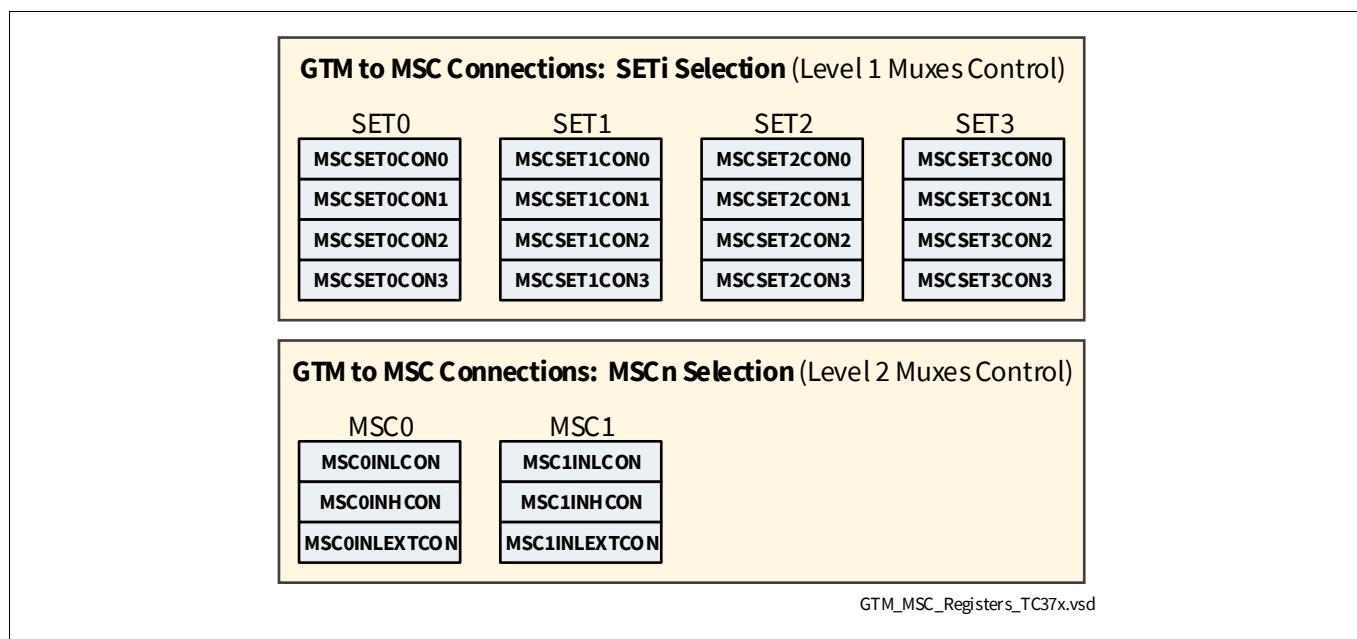 GTM to MSC Connections: SETi Selection (Level 1 Muxes Control)
SET0 SET1 SET2 SET3
MSCSET0CON0 MSCSET1CON0 MSCSET2CON0 MSCSET3CON0
MSCSET0CON1 MSCSET1CON1 MSCSET2CON1 MSCSET3CON1
MSCSET0CON2 MSCSET1CON2 MSCSET2CON2 MSCSET3CON2
MSCSET0CON3 MSCSET1CON3 MSCSET2CON3 MSCSET3CON3
GTM to MSC Connections: MSCn Selection (Level 2 Muxes Control)
MSC0 MSC1
MSC0INLCON MSC1INLCON
MSC0INHCON MSC1INHCON
MSC0INLEXTCON MSC1INLEXTCON
GTM_MSC_Registers_TC37x.vsd